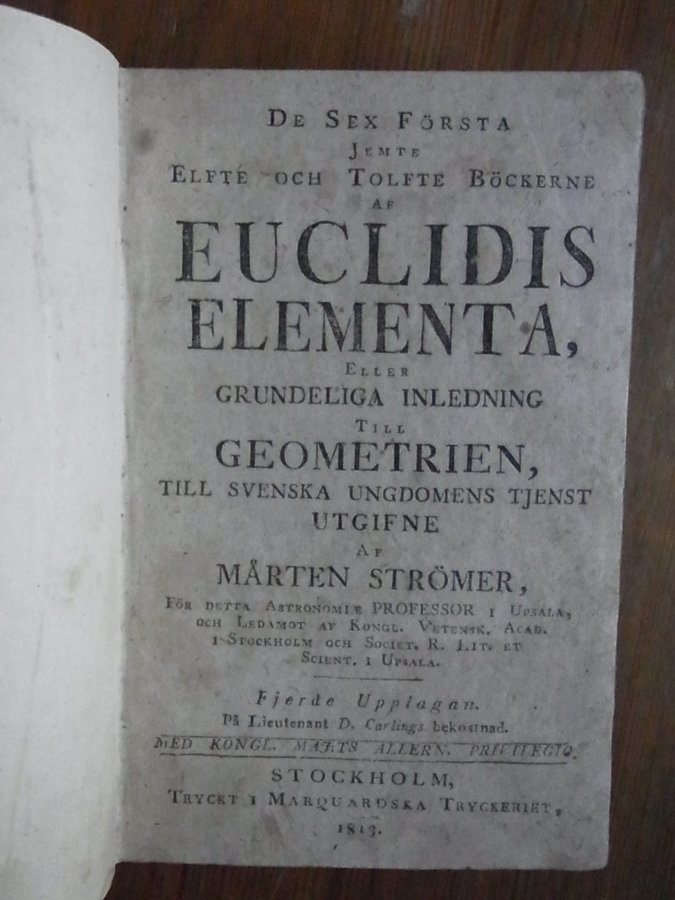 DE SEX FÖRSTA
JEMTE
ELFTE OCH TOLFTE BÖCKERNE
AF
EUCLIDIS
ELEMENTA,
ELLER
GRUNDELIGA INLEDNING
TILL
GEOMETRIEN,
TILL SVENSKA UNGDOMENS TJENST
UTGIFNE
AF
MÅRTEN STRÖMER,
FÖR DETTA ASTRONOMIÆ PROFESSOR I UPSALA,
OCH LEDAMOT AF KONGL. VETENSK. ACAD.
I STOCKHOLM OCH SOCIET. R. LIT. ET
SCIENT. I UPSALA.
Fjerde Upplagan.
På Lieutenant D. Carlings bekostnad.
MED KONGL. MAJ:TS ALLERN. PRIVILEGIO.
STOCKHOLM,
TRYCKT I MARQUARDSKA TRYCKERIET,
1813.